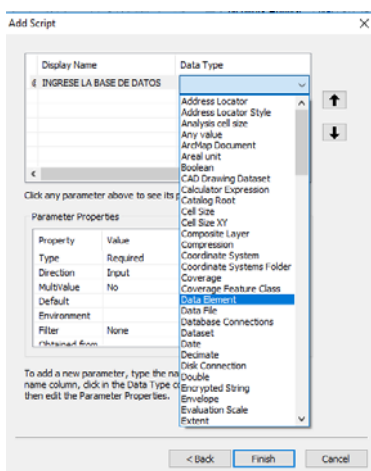 Add Script
Display Name Data Type
INGRESE LA BASE DE DATOS
Address Locator
Address Locator Style
Analysis cell size
Any value
ArcMap Document
Areal unit
Boolean
CAD Drawing Dataset
Calculator Expression
Catalog Root
Cell Size
Cell Size XY
Composite Layer
Compression
Coordinate System
Coordinate Systems Folder
Coverage
Coverage Feature Class
Data Element
Data File
Database Connections
Dataset
Date
Decimate
Disk Connection
Double
Encrypted String
Envelope
Evaluation Scale
Extent
Click any parameter above to see its
Parameter Properties
Property Value
Type Required
Direction Input
MultiValue No
Default
Environment
Filter None
Obtained from
To add a new parameter, type the
name column, click in the Data Type
then edit the Parameter Properties.
< Back Finish Cancel